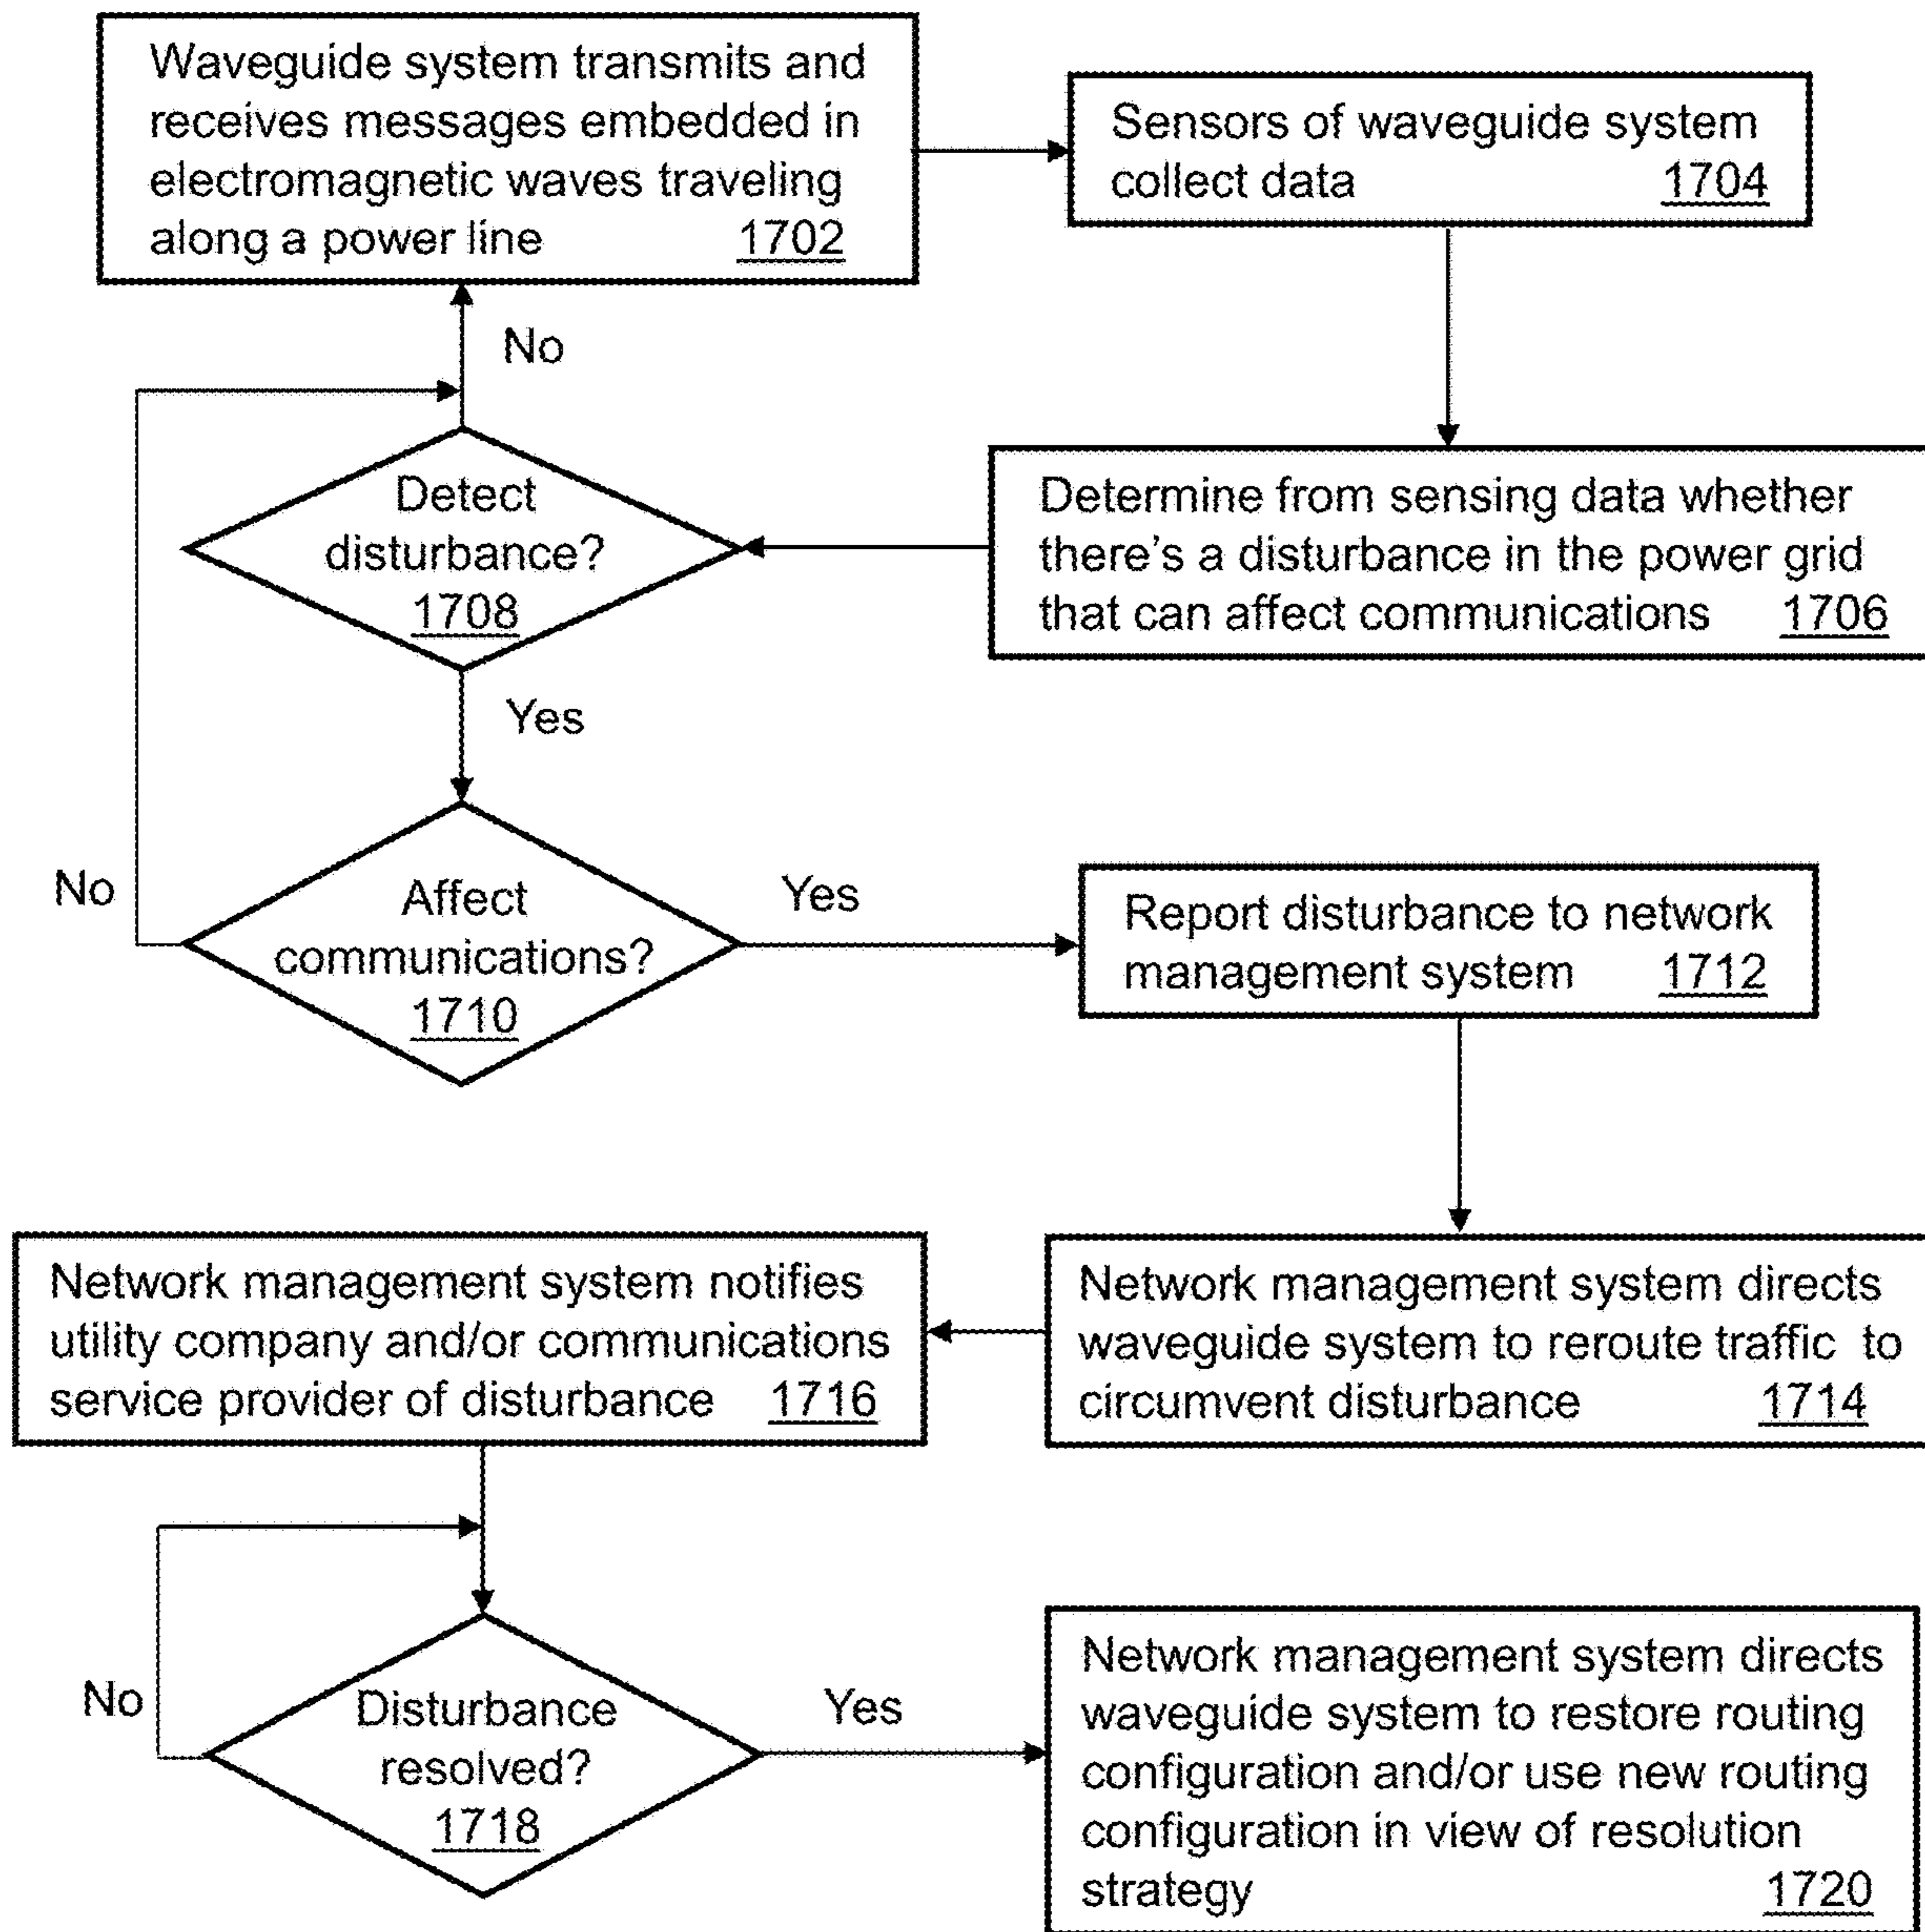 Waveguide system transmits and
receives messages embedded in
electromagnetic waves traveling
along a power line 1702
Sensors of waveguide system
collect data 1704
No
Detect
disturbance?
1708
Determine from sensing data whether
there's a disturbance in the power grid
that can affect communications 1706
Yes
No
Affect
communications?
1710
Yes
Report disturbance to network
management system 1712
Network management system notifies
utility company and/or communications
service provider of disturbance 1716
Network management system directs
waveguide system to reroute traffic to
circumvent disturbance 1714
No
Disturbance
resolved?
1718
Yes
Network management system directs
waveguide system to restore routing
configuration and/or use new routing
configuration in view of resolution
strategy 1720